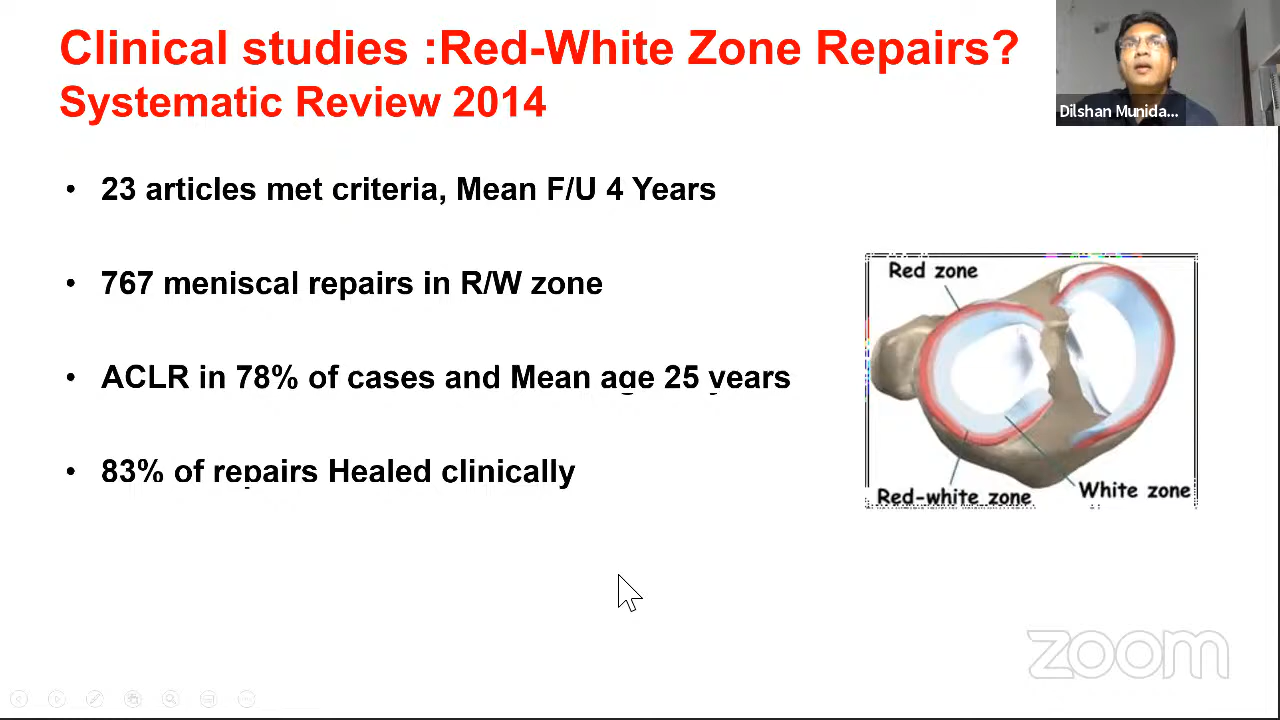 Clinical studies :Red-White Zone Repairs?
Systematic Review 2014
Dilshan Munida...
• 23 articles met criteria, Mean F/U 4 Years
• 767 meniscal repairs in R/W zone
• ACLR in 78% of cases and Mean age 25 years
• 83% of repairs Healed clinically
Red zone
Red-white zone
White zone
zoom